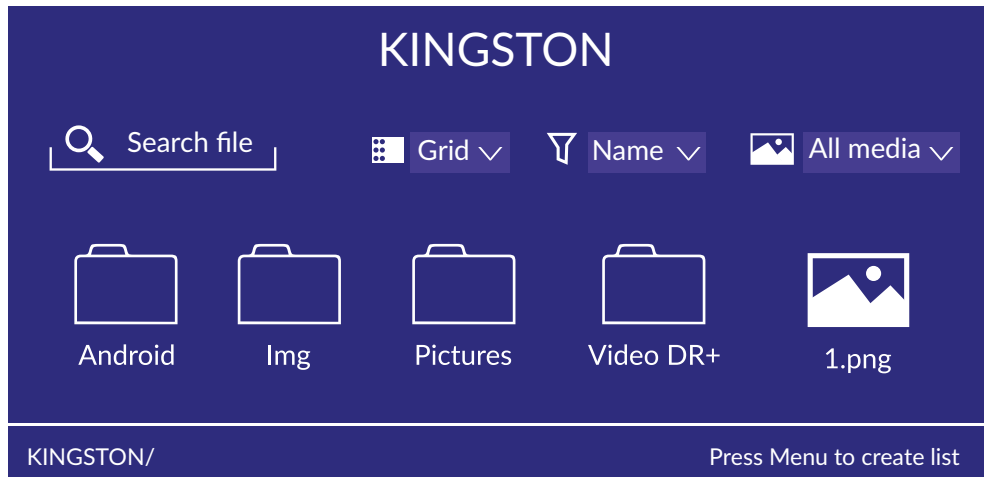 KINGSTON
Search file
Grid
Name
All media
Android
Img
Pictures
Video DR+
1.png
KINGSTON/
Press Menu to create list